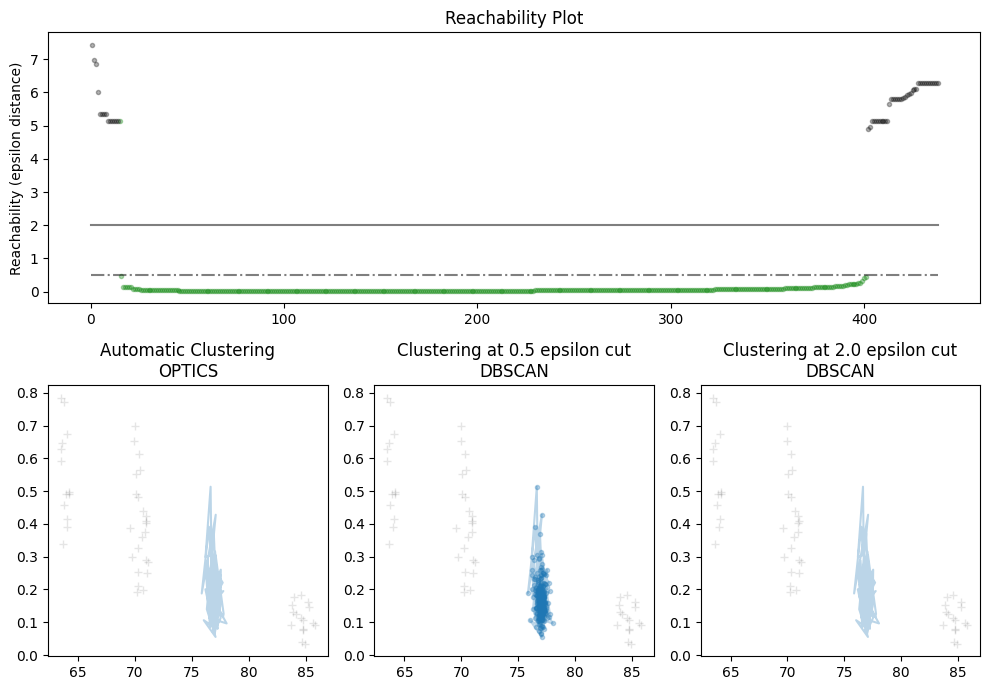 Reachability Plot
Reachability (epsilon distance)
7
6
5
4
3
2
1
0
0 100 200 300 400
Automatic Clustering
OPTICS
Clustering at 0.5 epsilon cut
DBSCAN
Clustering at 2.0 epsilon cut
DBSCAN
0.8 0.8 0.8
0.7 0.7 0.7
0.6 0.6 0.6
0.5 0.5 0.5
0.4 0.4 0.4
0.3 0.3 0.3
0.2 0.2 0.2
0.1 0.1 0.1
0.0 0.0 0.0
65 70 75 80 85 65 70 75 80 85 65 70 75 80 85